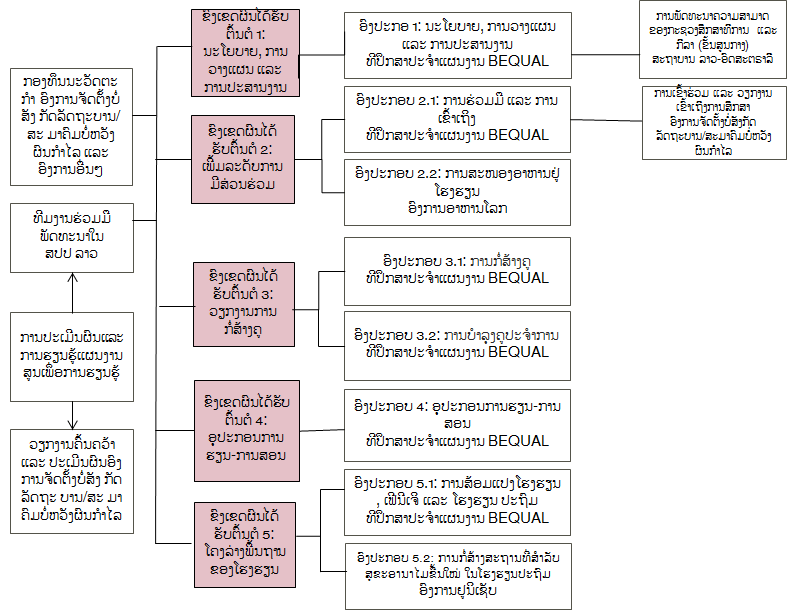 ກອງທຶນນະວັດຕະ
ກຳ ອົງການຈັດຕັ້ງບໍ່
ສັງ ກັດລັດຖະບານ/
ສະ ມາຄົມບໍ່ຫວັງ
ຜົນກຳໄລ ແລະ
ອົງການອື່ນໆ
ທີມງານຮ່ວມມື
ພັດທະນາໃນ
ສປປ ລາວ
ການປະເມີນຜົນແລະ
ການຮຽນຮູ້ແຜນງານ
ສູນເພື່ອການຮຽນຮູ້
ວຽກງານຄົ້ນຄວ້າ
ແລະ ປະເມີນຜົນອົງ
ການຈັດຕັ້ງບໍ່ສັງ ກັດ
ລັດຖະ ບານ/ສະ ມາ
ຄົມບໍ່ຫວັງຜົນກຳໄລ
ຂົງເຂດຜົນໄດ້ຮັບ
ຕົ້ນຕໍ 1:
ນະໂຍບາຍ, ການ
ວາງແຜນ ແລະ
ການປະສານງານ
ອົງປະກອ 1: ນະໂຍບາຍ, ການວາງແຜນ
ແລະ ການປະສານງານ
ທີປຶກສາປະຈຳແຜນງານ BEQUAL
ການພັດທະນາຄວາມສາມາດ
ຂອງກະຊວງສຶກສາທິການ ແລະ
ກິລາ (ຂັ້ນສູນກາງ)
ສະຖາບານ ລາວ-ອົດສະຕຣາລີ
ຂົງເຂດຜົນໄດ້
ຮັບຕົ້ນຕໍ 2:
ເພີ່ມລະດັບການ
ມີສ່ວນຮ່ວມ
ອົງປະກອບ 2.1: ການຮ່ວມມື ແລະ ການ
ເຂົ້າເຖິງ
ທີປຶກສາປະຈຳແຜນງານ BEQUAL
ການເຂົ້າຮ່ວມ ແລະ ວຽກງານ
ເຂົ້າເຖິງການສຶກສາ
ອົງການຈັດຕັ້ງບໍ່ສັງກັດ
ລັດຖະບານ/ສະມາຄົມບໍ່ຫວັງ
ຜົນກຳໄລ
ອົງປະກອບ 2.2: ການສະໜອງອາຫານຢູ່
ໂຮງຮຽນ
ອົງການອາຫານໂລກ
ຂົງເຂດຜົນໄດ້
ຮັບຕົ້ນຕໍ 3:
ວຽກງານການ
ກໍ່ສ້າງຄູ
ອົງປະກອບ 3.1: ການກໍ່ສ້າງຄູ
ທີປຶກສາປະຈຳແຜນງານ BEQUAL
ອົງປະກອບ 3.2: ການບຳລຸງຄູປະຈຳການ
ທີປຶກສາປະຈຳແຜນງານ BEQUAL
ຂົງເຂດຜົນໄດ້ຮັບ
ຕົ້ນຕໍ 4:
ອຸປະກອນການ
ຮຽນ-ການສອນ
ອົງປະກອບ 4: ອຸປະກອນການຮຽນ-ການ
ສອນ
ທີປຶກສາປະຈຳແຜນງານ BEQUAL
ຂົງເຂດຜົນໄດ້
ຮັບຕົ້ນຕໍ 5:
ໂຄງລ່າງພື້ນຖານ
ຂອງໂຮງຮຽນ
ອົງປະກອບ 5.1: ການສ້ອມແປງໂຮງຮຽນ
, ເຟີນີເຈີ ແລະ ໂຮງຮຽນ ປະຖົມ
ທີປຶກສາປະຈຳແຜນງານ BEQUAL
ອົງປະກອບ 5.2: ການກໍ່ສ້າງສະຖານທີ່ສຳລັບ
ສຸຂະອານາໄມຂຶ້ນໃໝ່ ໃນໂຮງຮຽນປະຖົມ
ອົງການຢູນິເຊັບ